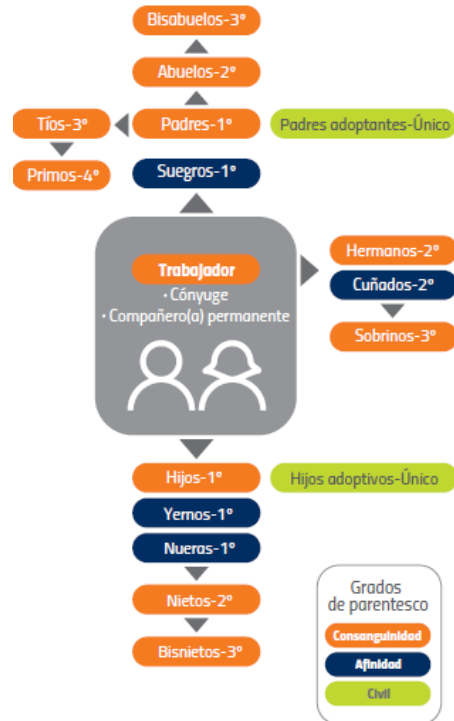 Bisabuelos-3°
Abuelos-2°
Tíos-3°
Padres-1°
Padres adoptantes-Único
Primos-4°
Suegros-1°
Trabajador
· Cónyuge
· Compañero(a) permanente
Hermanos-2°
Cuñados-2°
Sobrinos-3°
Hijos-1°
Hijos adoptivos-Único
Yernos-1°
Nueras-1°
Nietos-2°
Bisnietos-3°
Grados
de parentesco
Consanguinidad
Afinidad
Civil